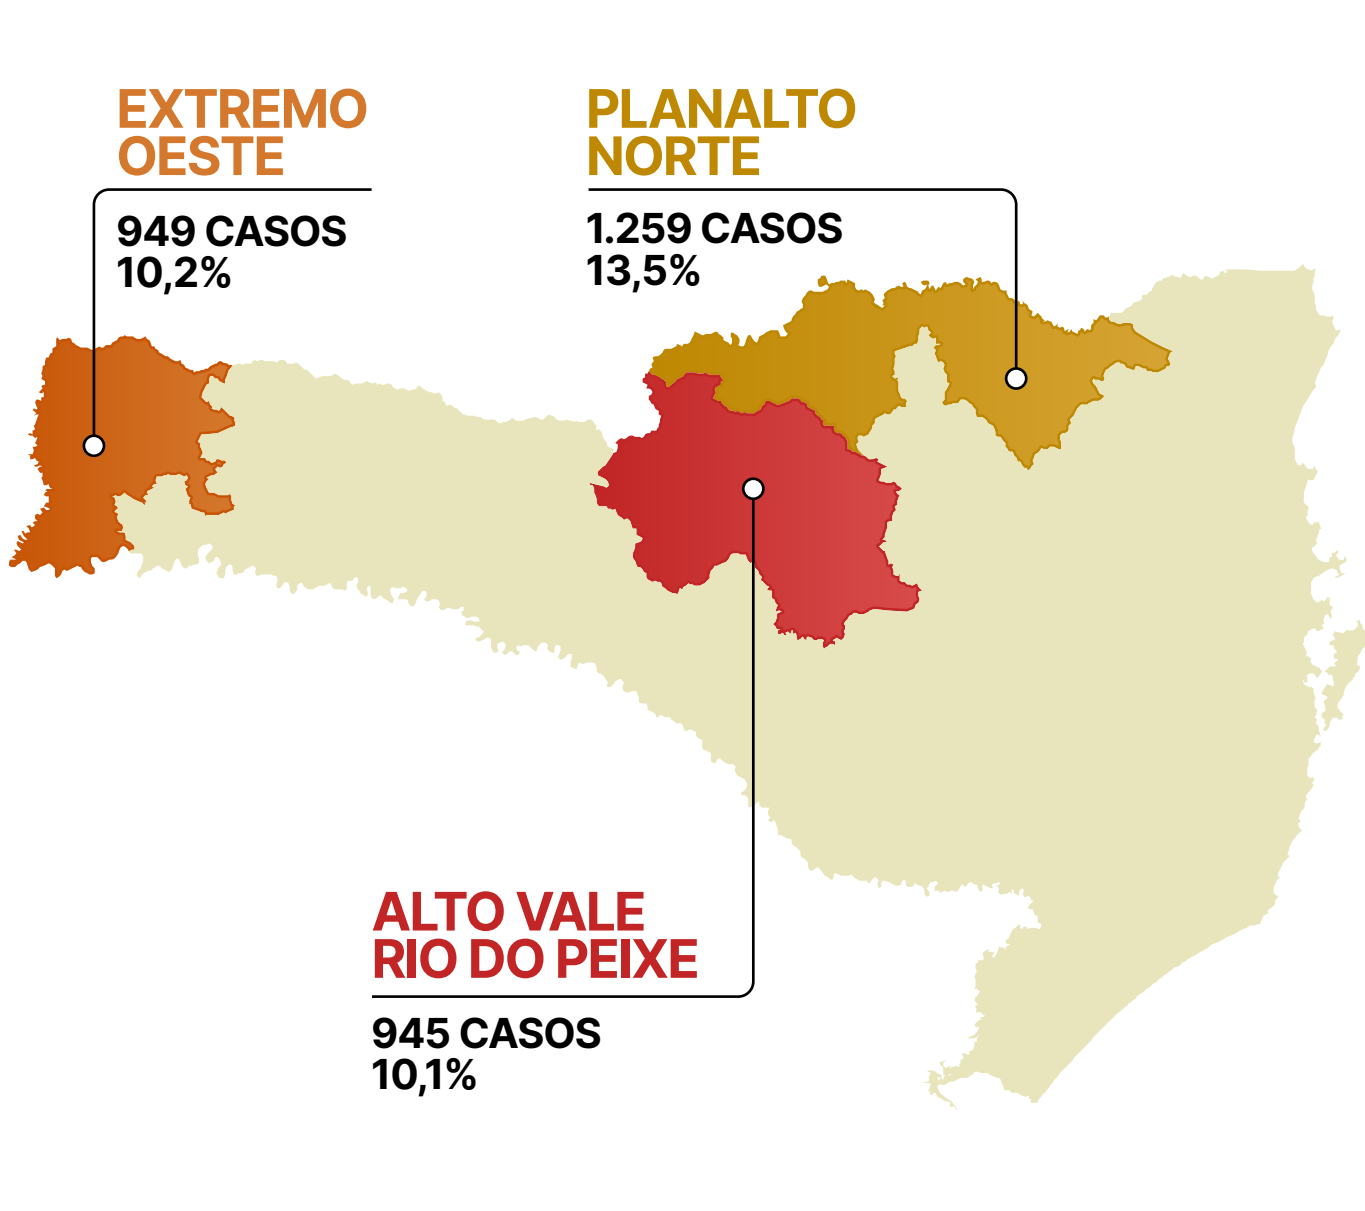 EXTREMO
OESTE
949 CASOS
10,2%
PLANALTO
NORTE
1.259 CASOS
13,5%
ALTO VALE
RIO DO PEIXE
945 CASOS
10,1%